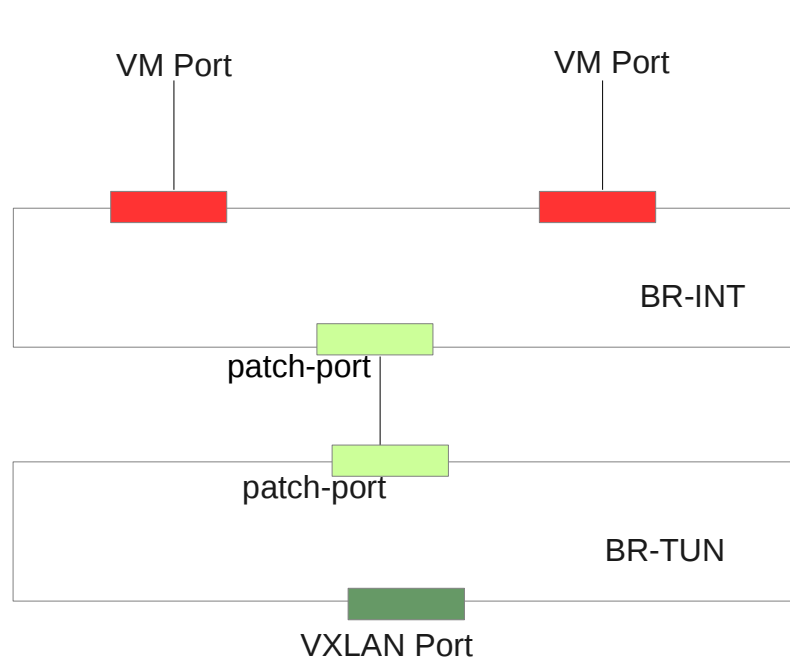 VM Port
VM Port
BR-INT
patch-port
patch-port
BR-TUN
VXLAN Port